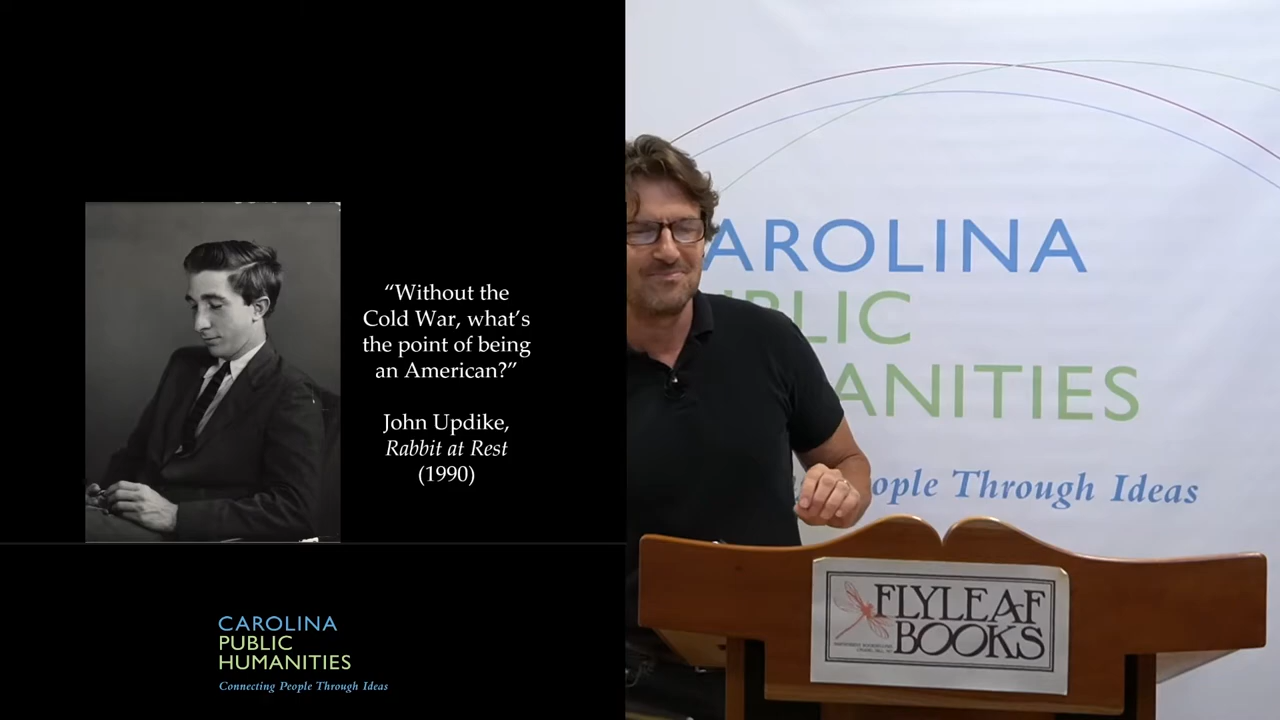 “Without the
Cold War, what’s
the point of being
an American?”
John Updike,
Rabbit at Rest
(1990)
CAROLINA
PUBLIC
HUMANITIES
Connecting People Through Ideas
AROLINA
LIC
ANITIES
ople Through Ideas
FLYLEAF
BOOKS